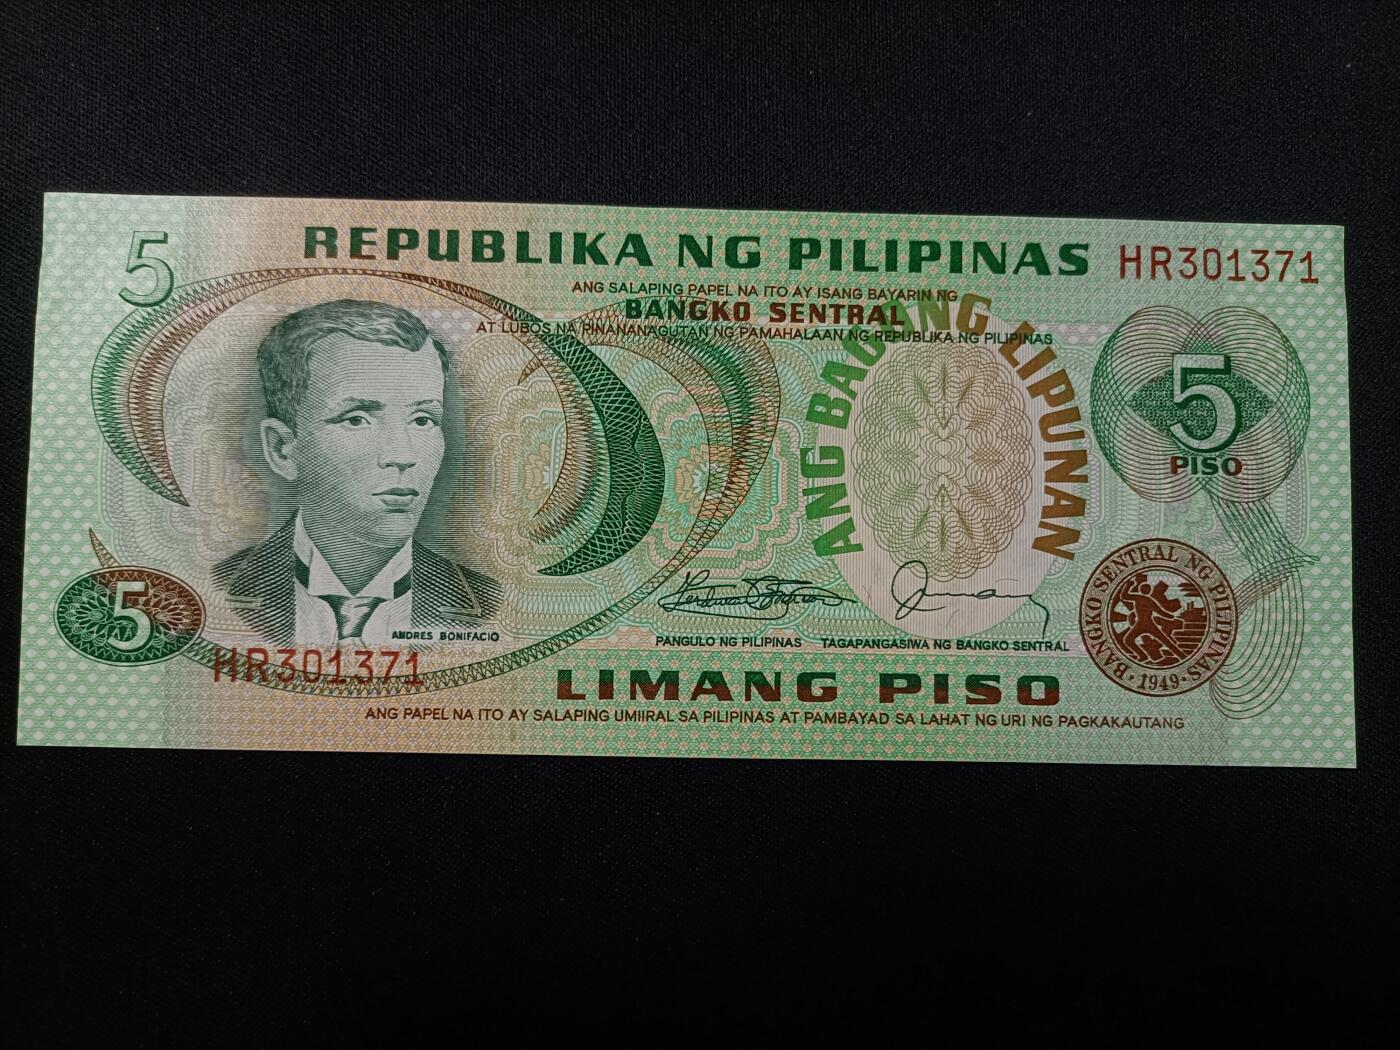 5
REPUBLIKA NG PILIPINAS
HR301371
ANG SALAPING PAPEL NA ITO AY ISANG BAYARIN NG
BANGKO SENTRAL
AT LUBOS NA PINANANAGUTAN NG PAMAHALAAN NG REPUBLIKA NG PILIPINAS
ANG BAGONG LIPUNAN
5
PISO
BANGKO SENTRAL NG PILIPINAS
1949
5
ANDRES BONIFACIO
HR301371
PANGULO NG PILIPINAS
TAGAPANGASIWA NG BANGKO SENTRAL
LIMANG PISO
ANG PAPEL NA ITO AY SALAPING UMIIRAL SA PILIPINAS AT PAMBAYAD SA LAHAT NG URI NG PAGKAKAUTANG